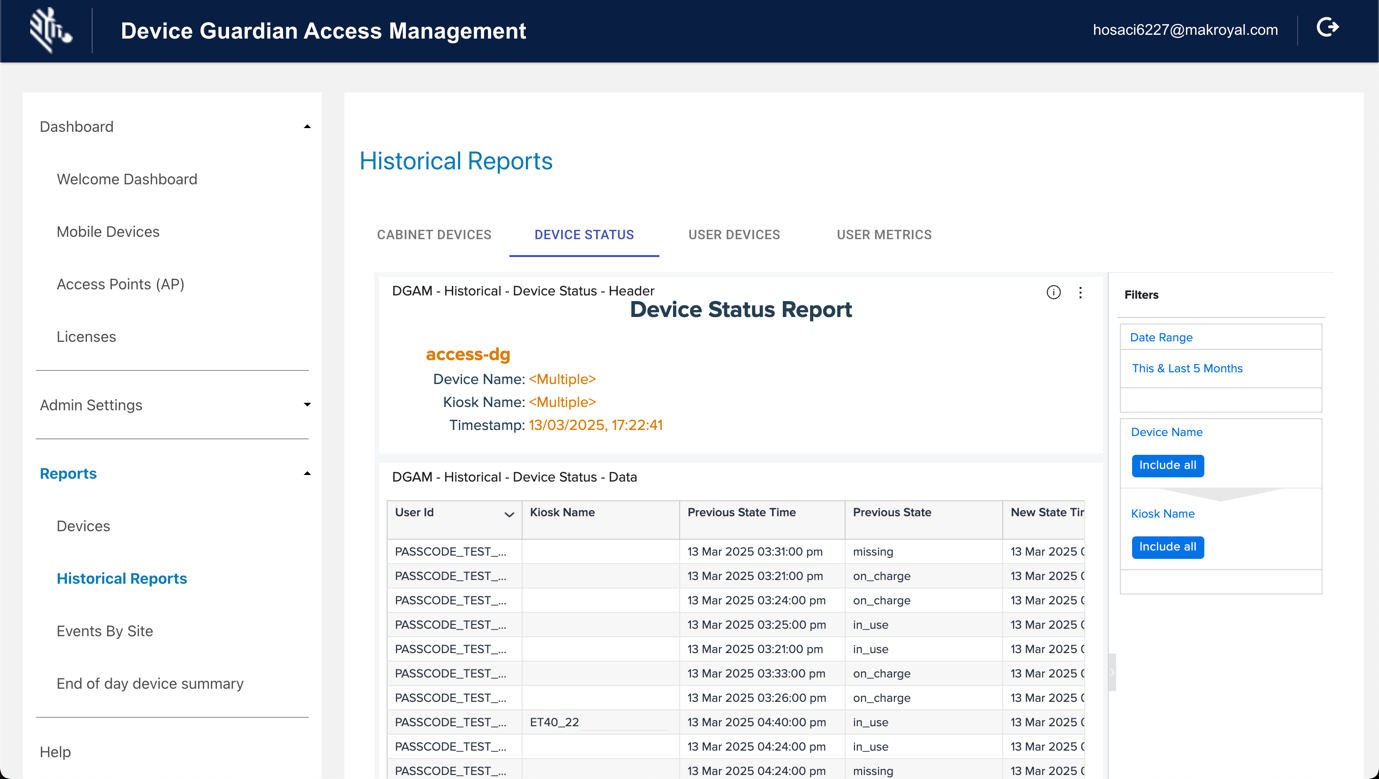 Device Guardian Access Management
hosaci6227@makroyal.com
Dashboard
Welcome Dashboard
Mobile Devices
Access Points (AP)
Licenses
Admin Settings
Reports
Devices
Historical Reports
Events By Site
End of day device summary
Help
Historical Reports
CABINET DEVICES DEVICE STATUS USER DEVICES USER METRICS
DGAM - Historical - Device Status - Header
Device Status Report
access-dg
Device Name: <Multiple>
Kiosk Name: <Multiple>
Timestamp: 13/03/2025, 17:22:41
DGAM - Historical - Device Status - Data
User Id Kiosk Name Previous State Time Previous State New State Tir
PASSCODE_TEST_... 13 Mar 2025 03:31:00 pm missing 13 Mar 2025 0
PASSCODE_TEST_... 13 Mar 2025 03:21:00 pm on_charge 13 Mar 2025 0
PASSCODE_TEST_... 13 Mar 2025 03:24:00 pm on_charge 13 Mar 2025 0
PASSCODE_TEST_... 13 Mar 2025 03:25:00 pm in_use 13 Mar 2025 0
PASSCODE_TEST_... 13 Mar 2025 03:21:00 pm in_use 13 Mar 2025 0
PASSCODE_TEST_... 13 Mar 2025 03:33:00 pm on_charge 13 Mar 2025 0
PASSCODE_TEST_... 13 Mar 2025 03:26:00 pm on_charge 13 Mar 2025 0
PASSCODE_TEST_... ET40_22 13 Mar 2025 04:40:00 pm in_use 13 Mar 2025 0
PASSCODE_TEST_... 13 Mar 2025 04:24:00 pm in_use 13 Mar 2025 0
PASSCODE_TEST_... 13 Mar 2025 04:24:00 pm missing 13 Mar 2025 0
Filters
Date Range
This & Last 5 Months
Device Name
Include all
Kiosk Name
Include all